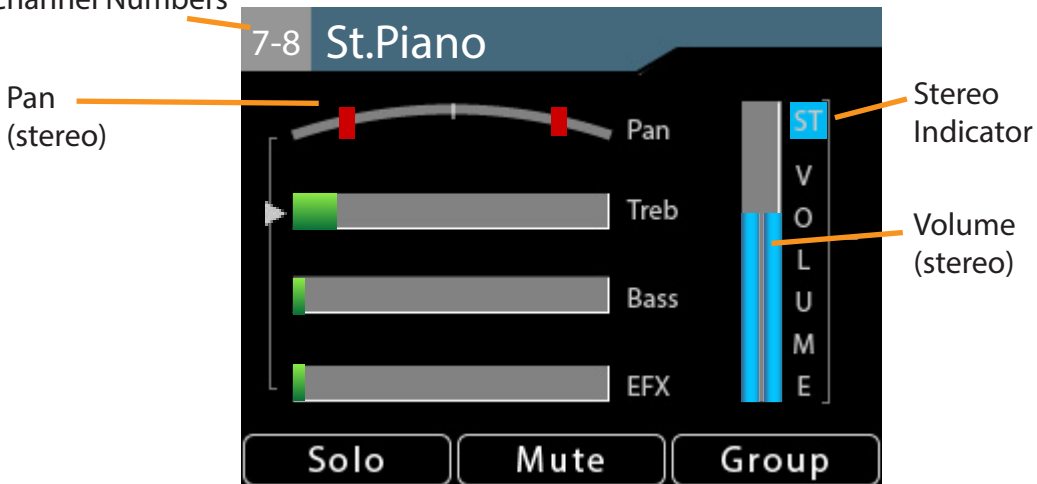 Numbers
7-8 St.Piano
Pan
(stereo)
Pan
Treb
Bass
EFX
ST
VOLUME
Stereo
Indicator
Volume
(stereo)
Solo Mute Group